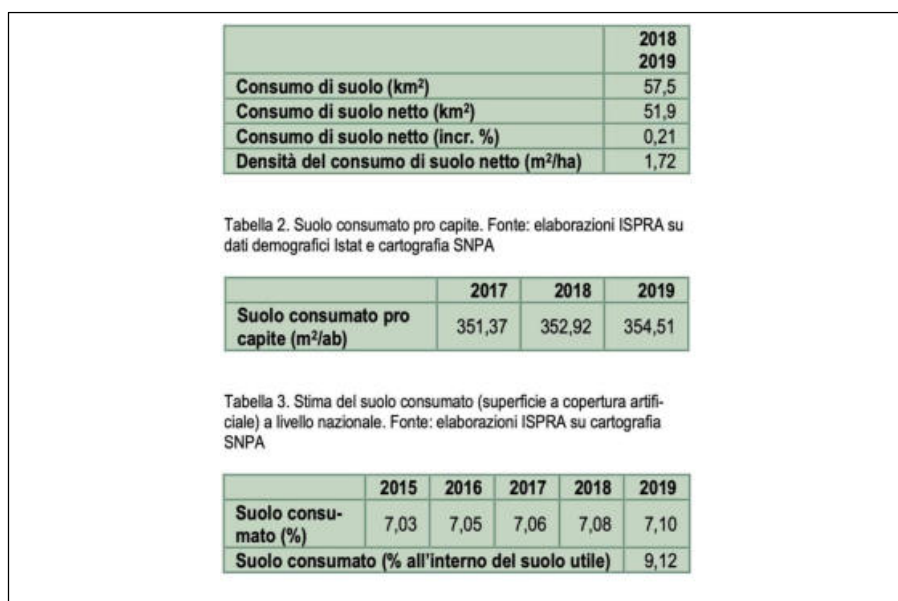 2018
2019
Consumo di suolo (km²) 57,5
Consumo di suolo netto (km²) 51,9
Consumo di suolo netto (incr. %) 0,21
Densità del consumo di suolo netto (m²/ha) 1,72
Tabella 2. Suolo consumato pro capite. Fonte: elaborazioni ISPRA su
dati demografici Istat e cartografia SNPA
2017 2018 2019
Suolo consumato pro
capite (m²/ab) 351,37 352,92 354,51
Tabella 3. Stima del suolo consumato (superficie a copertura artifi-
ciale) a livello nazionale. Fonte: elaborazioni ISPRA su cartografia
SNPA
2015 2016 2017 2018 2019
Suolo consu-
mato (%) 7,03 7,05 7,06 7,08 7,10
Suolo consumato (% all'interno del suolo utile) 9,12